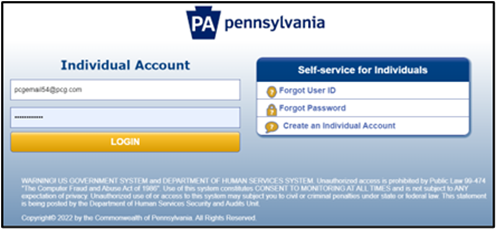 PA pennsylvania
Individual Account
pcgemail54@pcg.com
••••••••••••
LOGIN
Self-service for Individuals
Forgot User ID
Forgot Password
Create an Individual Account
WARNING! US GOVERNMENT SYSTEM and DEPARTMENT OF HUMAN SERVICES SYSTEM. Unauthorized access is prohibited by Public 99-474
"The Computer Fraud and Abuse Act of 1986". Use of this system constitutes CONSENT TO MONITORING AT ALL TIMES and is not subject to ANY
expectation of privacy. Unauthorized use of or access to this system may subject you to civil or criminal penalties under state or federal law. This statement
is being posted by the Department of Human Services Security and Audits Unit.
Copyright© 2022 by the Commonwealth of Pennsylvania. All Rights Reserved.